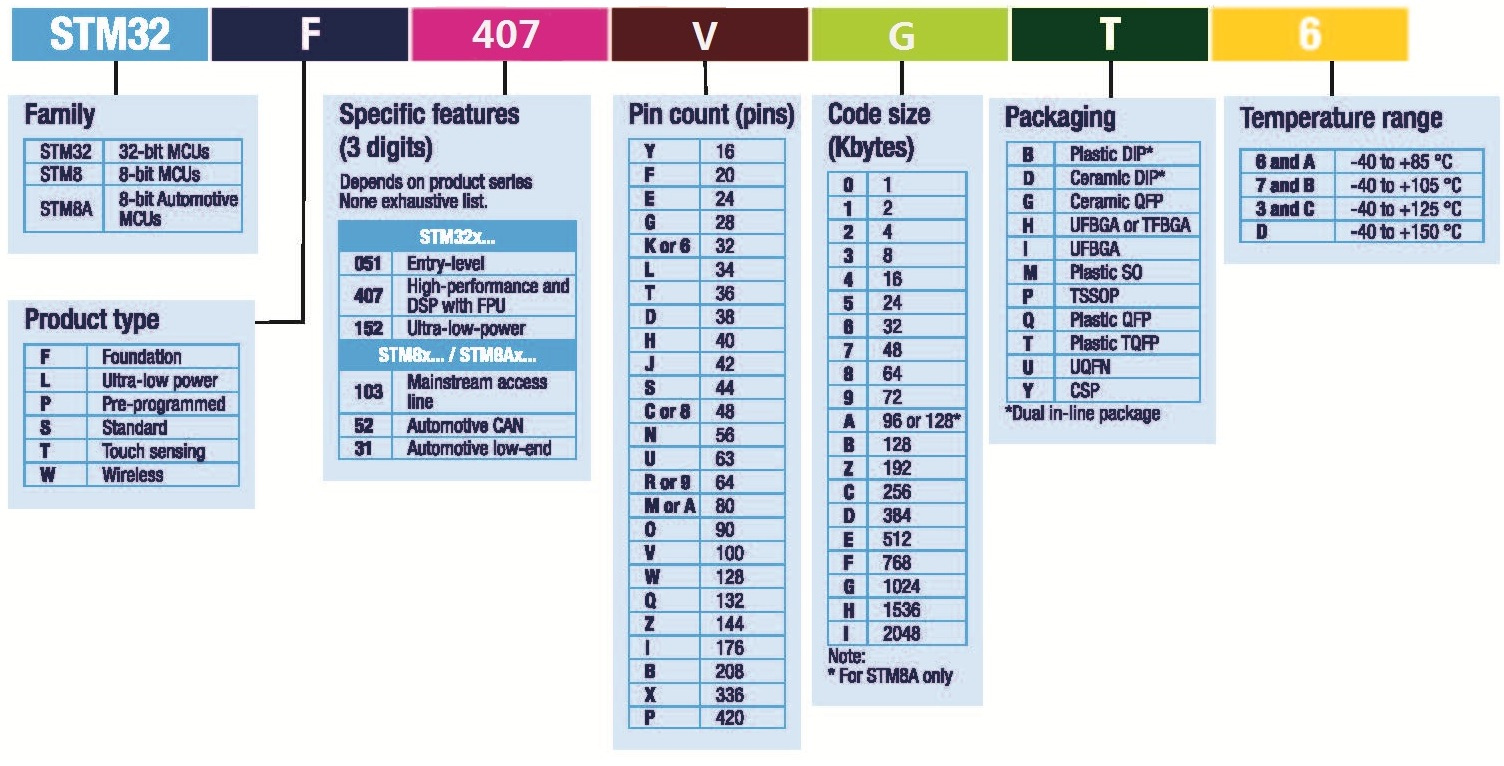 STM32 F 407 V G T 6
Family
STM32 32-bit MCUs
STM8 8-bit MCUs
STM8A 8-bit Automotive
MCUs
Product type
F Foundation
L Ultra-low power
P Pre-programmed
S Standard
T Touch sensing
W Wireless
Specific features
(3 digits)
Depends on product series
None exhaustive list.
STM32x...
051 Entry-level
407 High-performance and
DSP with FPU
152 Ultra-low-power
STM8x... / STM8Ax...
103 Mainstream access
line
52 Automotive CAN
31 Automotive low-end
Pin count (pins)
Y 16
F 20
E 24
G 28
K or 6 32
L 34
T 36
D 38
H 40
J 42
S 44
C or 8 48
N 56
U 63
R or 9 64
M or A 80
O 90
V 100
W 128
Q 132
Z 144
I 176
B 208
X 336
P 420
Code size
(Kbytes)
0 1
1 2
2 4
3 8
4 16
5 24
6 32
7 48
8 64
9 72
A 96 or 128*
B 128
Z 192
C 256
D 384
E 512
F 768
G 1024
H 1536
I 2048
Note:
* For STM8A only
Packaging
B Plastic DIP*
D Ceramic DIP*
G Ceramic QFP
H UFBGA or TFBGA
I UFBGA
M Plastic SO
P TSSOP
Q Plastic QFP
T Plastic TQFP
U UQFN
Y CSP
*Dual in-line package
Temperature range
6 and A -40 to +85 °C
7 and B -40 to +105 °C
3 and C -40 to +125 °C
D -40 to +150 °C